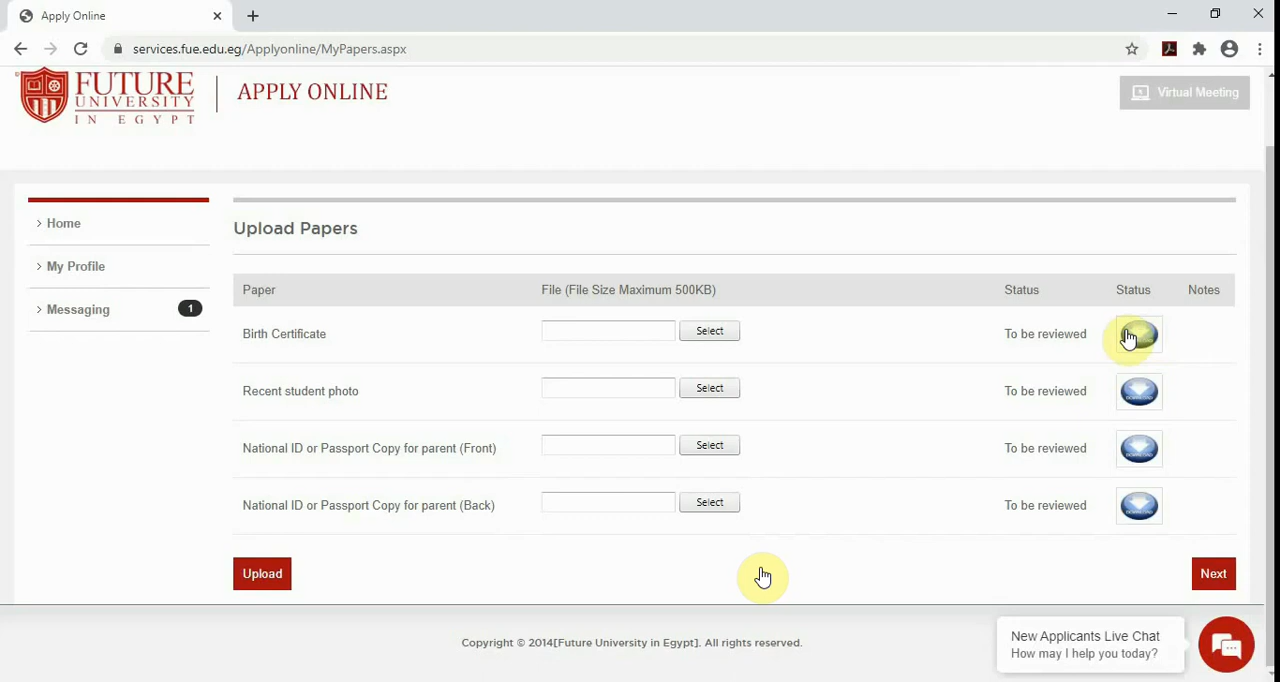 Apply Online
services.fue.edu.eg/Applyonline/MyPapers.aspx
FUTURE
UNIVERSITY
IN EGYPT
APPLY ONLINE
Virtual Meeting
Home
My Profile
Messaging 1
Upload Papers
Paper File (File Size Maximum 500KB) Status Status Notes
Birth Certificate Select To be reviewed
Recent student photo Select To be reviewed DOWNLOAD
National ID or Passport Copy for parent (Front) Select To be reviewed DOWNLOAD
National ID or Passport Copy for parent (Back) Select To be reviewed DOWNLOAD
Upload Next
Copyright © 2014[Future University in Egypt]. All rights reserved.
New Applicants Live Chat
How may I help you today?